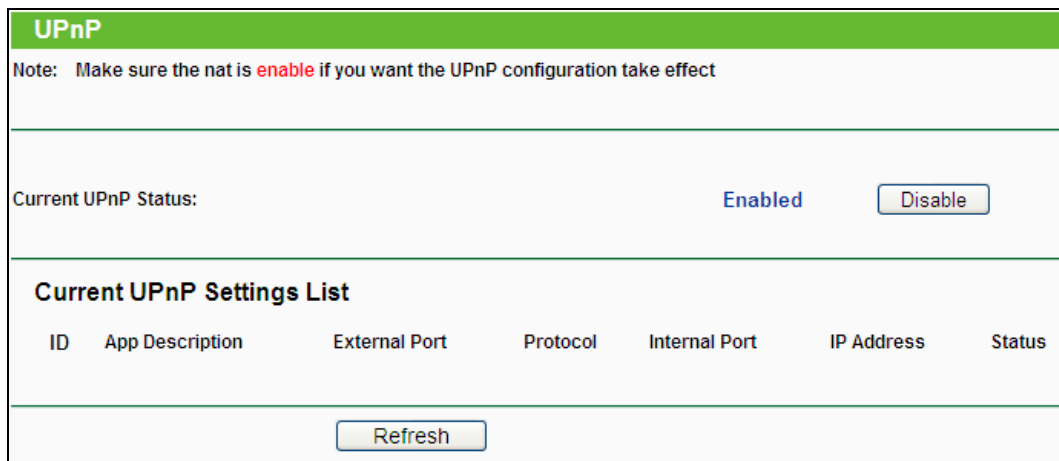 UPnP
Note: Make sure the nat is enable if you want the UPnP configuration take effect
Current UPnP Status: Enabled Disable
Current UPnP Settings List
ID App Description External Port Protocol Internal Port IP Address Status
Refresh